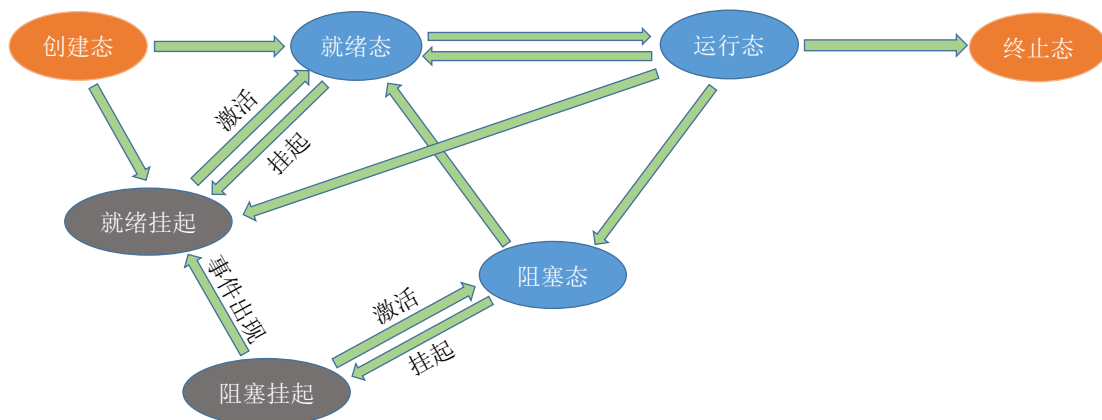 创建态
就绪态
运行态
终止态
激活
挂起
就绪挂起
阻塞态
事件出现
激活
挂起
阻塞挂起